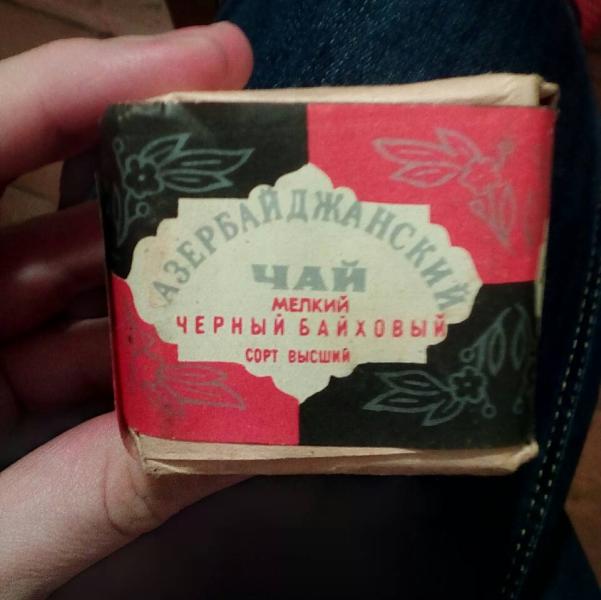 АЗЕРБАЙДЖАНСКИЙ
ЧАЙ
МЕЛКИЙ
ЧЕРНЫЙ БАЙХОВЫЙ
СОРТ ВЫСШИЙ